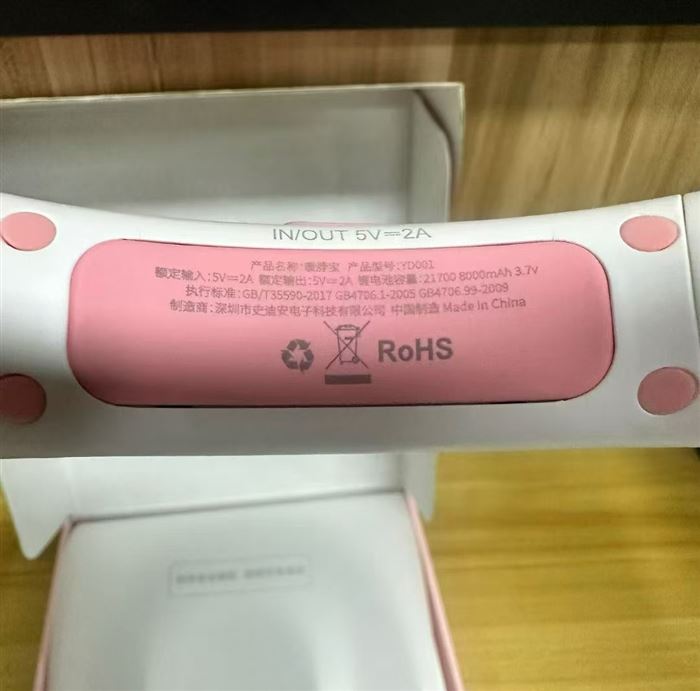 IN/OUT 5V⎓2A
产品名称:暖脖宝 产品型号:YD001
额定输入:5V⎓2A 额定输出:5V⎓2A 锂电池容量:21700 8000mAh 3.7V
执行标准:GB/T35590-2017 GB4706.1-2005 GB4706.99-2009
制造商:深圳市史迪安电子科技有限公司 中国制造 Made in China
RoHS